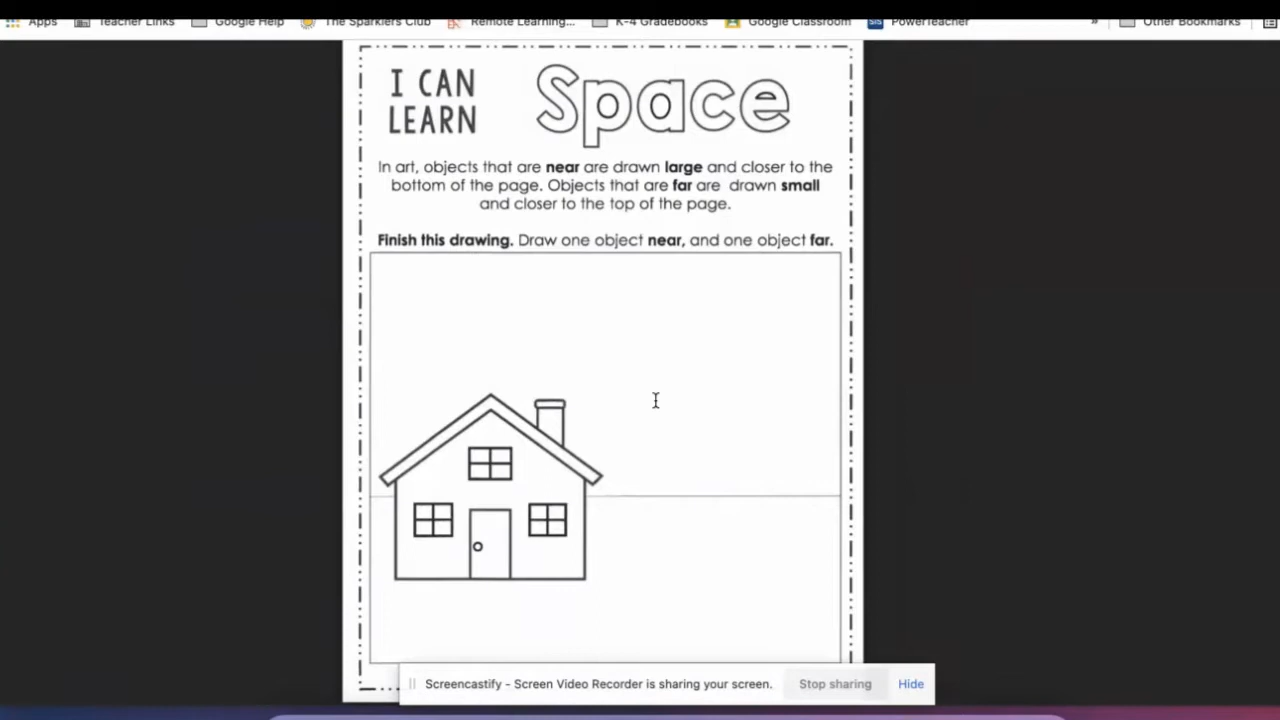 Apps Teacher Links Google Help The Sparklers Club Remote Learning... K-4 Gradebooks Google Classroom SIS PowerTeacher » Other Bookmarks
I CAN
LEARN
Space
In art, objects that are near are drawn large and closer to the
bottom of the page. Objects that are far are drawn small
and closer to the top of the page.
Finish this drawing. Draw one object near, and one object far.
Screencastify - Screen Video Recorder is sharing your screen. Stop sharing Hide